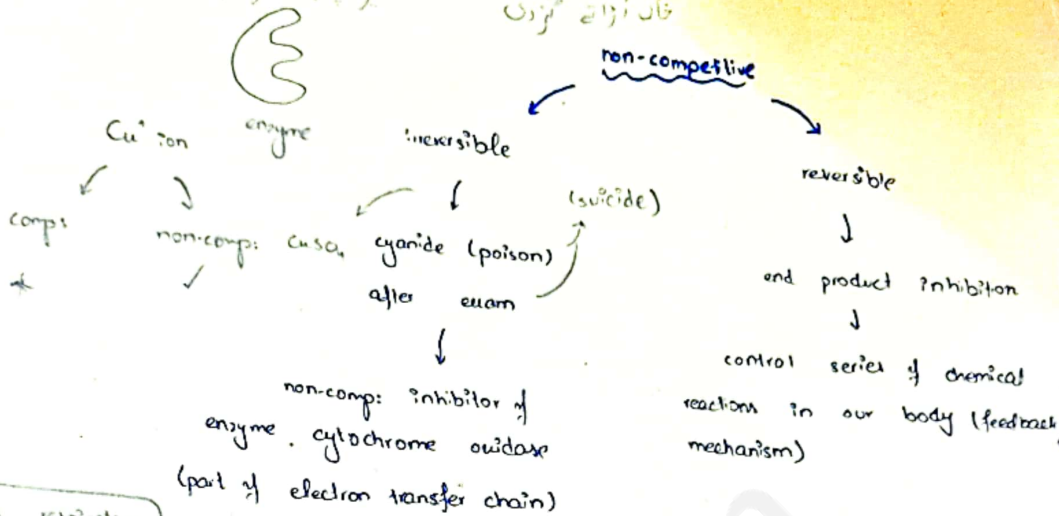 non-competive
enzyme
Cu⁺ ion
irreversible
reversible
(suicide)
comp:
non-comp: CuSO₄ cyanide (poison)
after exam
end product inhibition
control series of chemical
reactions in our body (feedback
mechanism)
non-comp: inhibitor of
enzyme. cytochrome oxidase
(part of electron transfer chain)